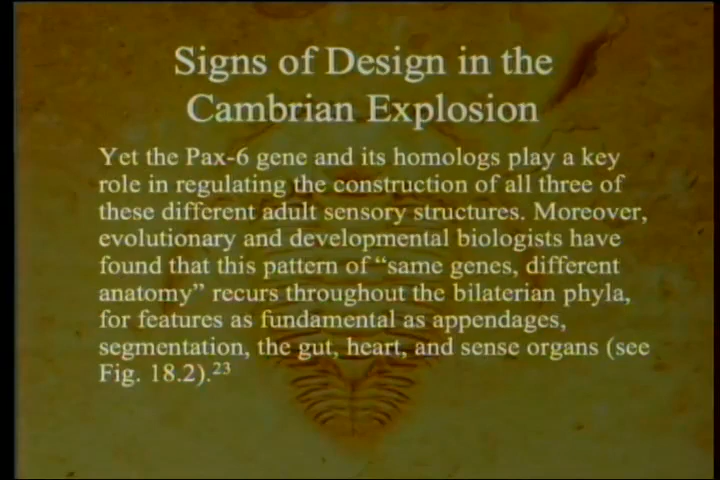 Signs of Design in the
Cambrian Explosion
Yet the Pax-6 gene and its homologs play a key
role in regulating the construction of all three of
these different adult sensory structures. Moreover,
evolutionary and developmental biologists have
found that this pattern of “same genes, different
anatomy” recurs throughout the bilaterian phyla,
for features as fundamental as appendages,
segmentation, the gut, heart, and sense organs (see
Fig. 18.2).²³